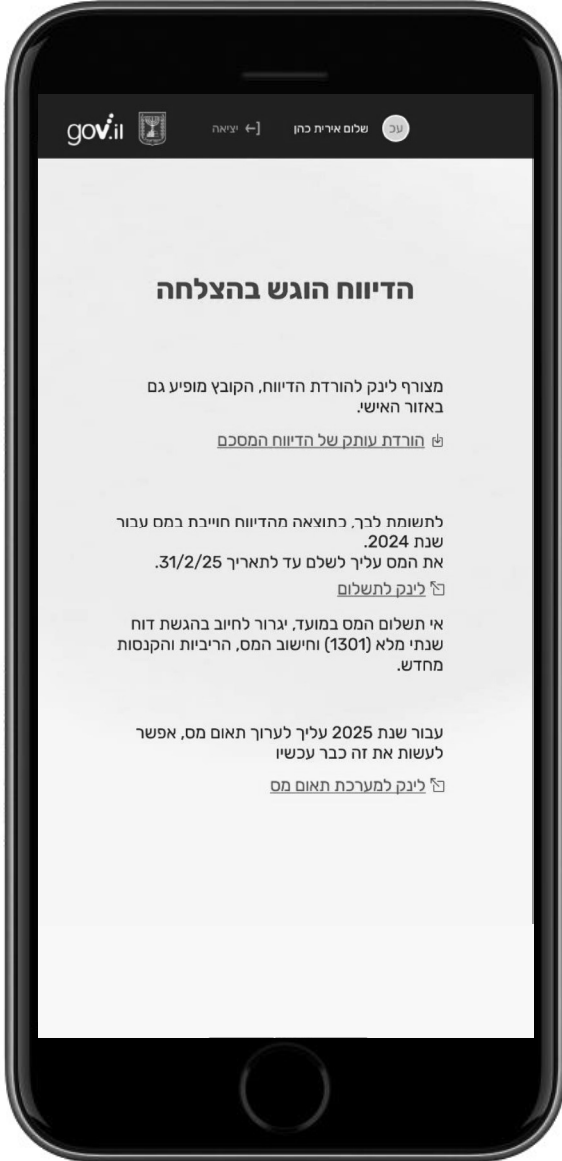 gov.il
יציאה
שלום אירית כהן
עכ
הדיווח הוגש בהצלחה
מצורף לינק להורדת הדיווח, הקובץ מופיע גם
באזור האישי.
הורדת עותק של הדיווח המסכם
לתשומת לבך, כתוצאה מהדיווח חוייבת במס עבור
שנת 2024.
את המס עליך לשלם עד לתאריך 31/2/25.
לינק לתשלום
אי תשלום המס במועד, יגרור לחיוב בהגשת דוח
שנתי מלא (1301) וחישוב המס, הריביות והקנסות
מחדש.
עבור שנת 2025 עליך לערוך תאום מס, אפשר
לעשות את זה כבר עכשיו
לינק למערכת תאום מס